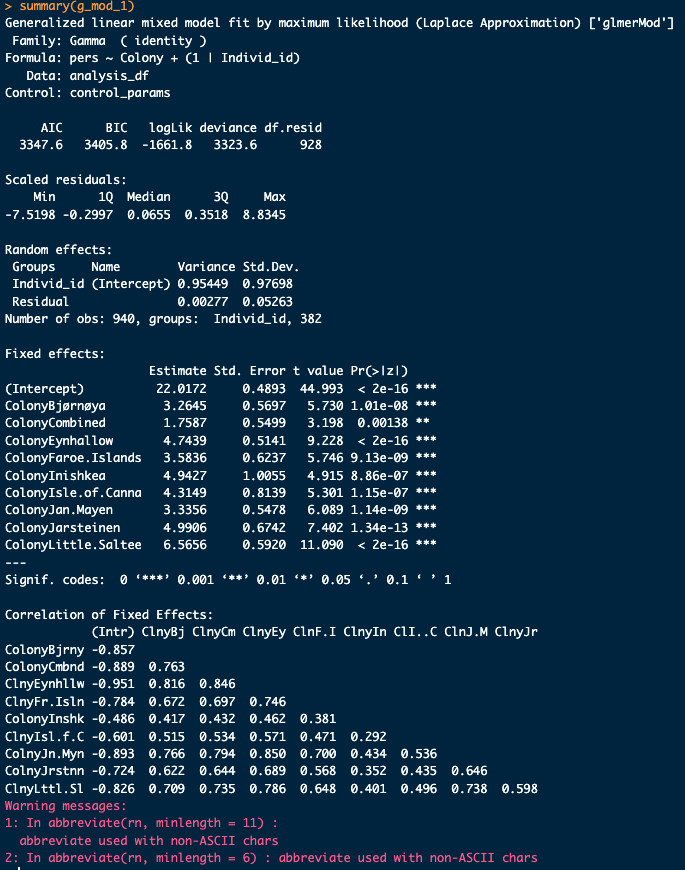 > summary(g_mod_1)
Generalized linear mixed model fit by maximum likelihood (Laplace Approximation) ['glmerMod']
 Family: Gamma  ( identity )
Formula: pers ~ Colony + (1 | Individ_id)
   Data: analysis_df
Control: control_params

     AIC      BIC   logLik deviance df.resid
  3347.6   3405.8  -1661.8   3323.6      928

Scaled residuals:
    Min      1Q  Median      3Q     Max
-7.5198 -0.2997  0.0655  0.3518  8.8345

Random effects:
 Groups     Name        Variance Std.Dev.
 Individ_id (Intercept) 0.95449  0.97698
 Residual               0.00277  0.05263
Number of obs: 940, groups:  Individ_id, 382

Fixed effects:
                    Estimate Std. Error t value Pr(>|z|)
(Intercept)          22.0172     0.4893  44.993  < 2e-16 ***
ColonyBjørnøya        3.2645     0.5697   5.730 1.01e-08 ***
ColonyCombined        1.7587     0.5499   3.198  0.00138 **
ColonyEynhallow       4.7439     0.5141   9.228  < 2e-16 ***
ColonyFaroe.Islands   3.5836     0.6237   5.746 9.13e-09 ***
ColonyInishkea        4.9427     1.0055   4.915 8.86e-07 ***
ColonyIsle.of.Canna   4.3149     0.8139   5.301 1.15e-07 ***
ColonyJan.Mayen       3.3356     0.5478   6.089 1.14e-09 ***
ColonyJarsteinen      4.9906     0.6742   7.402 1.34e-13 ***
ColonyLittle.Saltee   6.5656     0.5920  11.090  < 2e-16 ***
---
Signif. codes:  0 ‘***’ 0.001 ‘**’ 0.01 ‘*’ 0.05 ‘.’ 0.1 ‘ ’ 1

Correlation of Fixed Effects:
            (Intr) ClnyBj ClnyCm ClnyEy ClnF.I ClnyIn ClI..C ClnJ.M ClnyJr
ColonyBjrny -0.857
ColonyCmbnd -0.889  0.763
ClnyEynhllw -0.951  0.816  0.846
ClnyFr.Isln -0.784  0.672  0.697  0.746
ColonyInshk -0.486  0.417  0.432  0.462  0.381
ClnyIsl.f.C -0.601  0.515  0.534  0.571  0.471  0.292
ColnyJn.Myn -0.893  0.766  0.794  0.850  0.700  0.434  0.536
ColnyJrstnn -0.724  0.622  0.644  0.689  0.568  0.352  0.435  0.646
ClnyLttl.Sl -0.826  0.709  0.735  0.786  0.648  0.401  0.496  0.738  0.598
Warning messages:
1: In abbreviate(rn, minlength = 11) :
  abbreviate used with non-ASCII chars
2: In abbreviate(rn, minlength = 6) : abbreviate used with non-ASCII chars